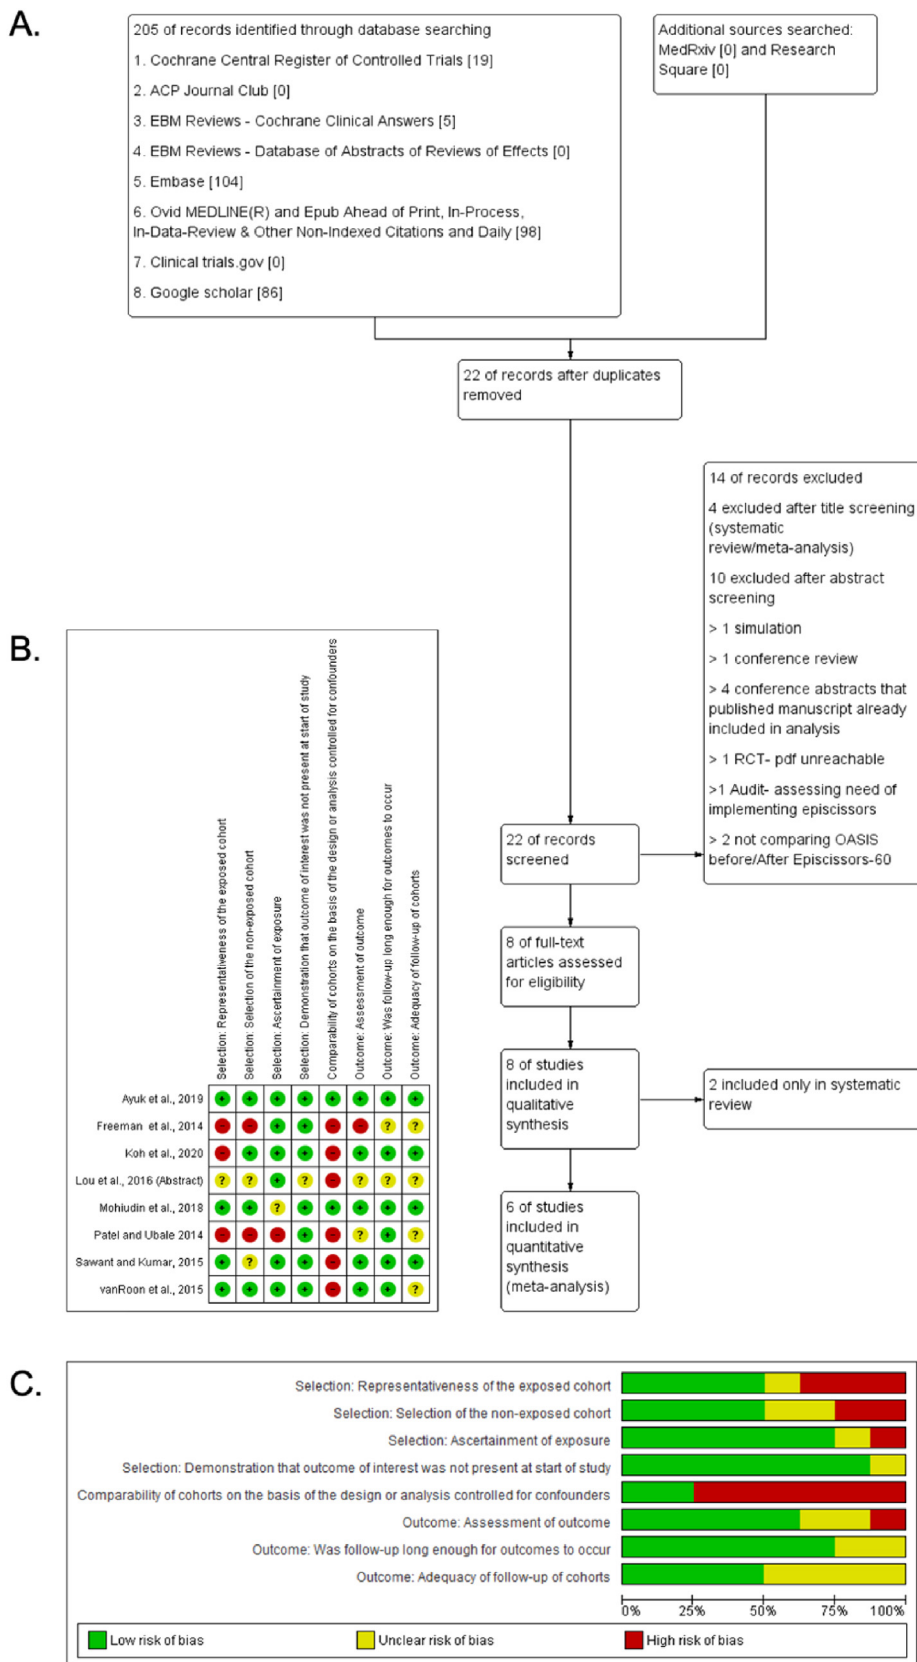 A.
205 of records identified through database searching
1. Cochrane Central Register of Controlled Trials [19]
2. ACP Journal Club [0]
3. EBM Reviews - Cochrane Clinical Answers [5]
4. EBM Reviews - Database of Abstracts of Reviews of Effects [0]
5. Embase [104]
6. Ovid MEDLINE(R) and Epub Ahead of Print, In-Process,
In-Data-Review & Other Non-Indexed Citations and Daily [98]
7. Clinical trials.gov [0]
8. Google scholar [86]
Additional sources searched:
MedRxiv [0] and Research
Square [0]
22 of records after duplicates
removed
14 of records excluded
4 excluded after title screening
(systematic
review/meta-analysis)
10 excluded after abstract
screening
> 1 simulation
> 1 conference review
> 4 conference abstracts that
published manuscript already
included in analysis
> 1 RCT- pdf unreachable
>1 Audit- assessing need of
implementing episcissors
> 2 not comparing OASIS
before/After Episcissors-60
22 of records
screened
8 of full-text
articles assessed
for eligibility
8 of studies
included in
qualitative
synthesis
2 included only in systematic
review
6 of studies
included in
quantitative
synthesis
(meta-analysis)
B.
Selection: Representativeness of the exposed cohort
Selection: Selection of the non-exposed cohort
Selection: Ascertainment of exposure
Selection: Demonstration that outcome of interest was not present at start of study
Comparability of cohorts on the basis of the design or analysis controlled for confounders
Outcome: Assessment of outcome
Outcome: Was follow-up long enough for outcomes to occur
Outcome: Adequacy of follow-up of cohorts
Ayuk et al., 2019 + + + + + + + +
Freeman et al., 2014 - - + + - - ? ?
Koh et al., 2020 - + + + - + + +
Lou et al., 2016 (Abstract) ? ? + ? - ? ? ?
Mohiudin et al., 2018 + + ? + + + + +
Patel and Ubale 2014 - - - + - ? + ?
Sawant and Kumar, 2015 + ? + + - + + +
vanRoon et al., 2015 + + + + - + + ?
C.
Selection: Representativeness of the exposed cohort
Selection: Selection of the non-exposed cohort
Selection: Ascertainment of exposure
Selection: Demonstration that outcome of interest was not present at start of study
Comparability of cohorts on the basis of the design or analysis controlled for confounders
Outcome: Assessment of outcome
Outcome: Was follow-up long enough for outcomes to occur
Outcome: Adequacy of follow-up of cohorts
0% 25% 50% 75% 100%
Low risk of bias Unclear risk of bias High risk of bias